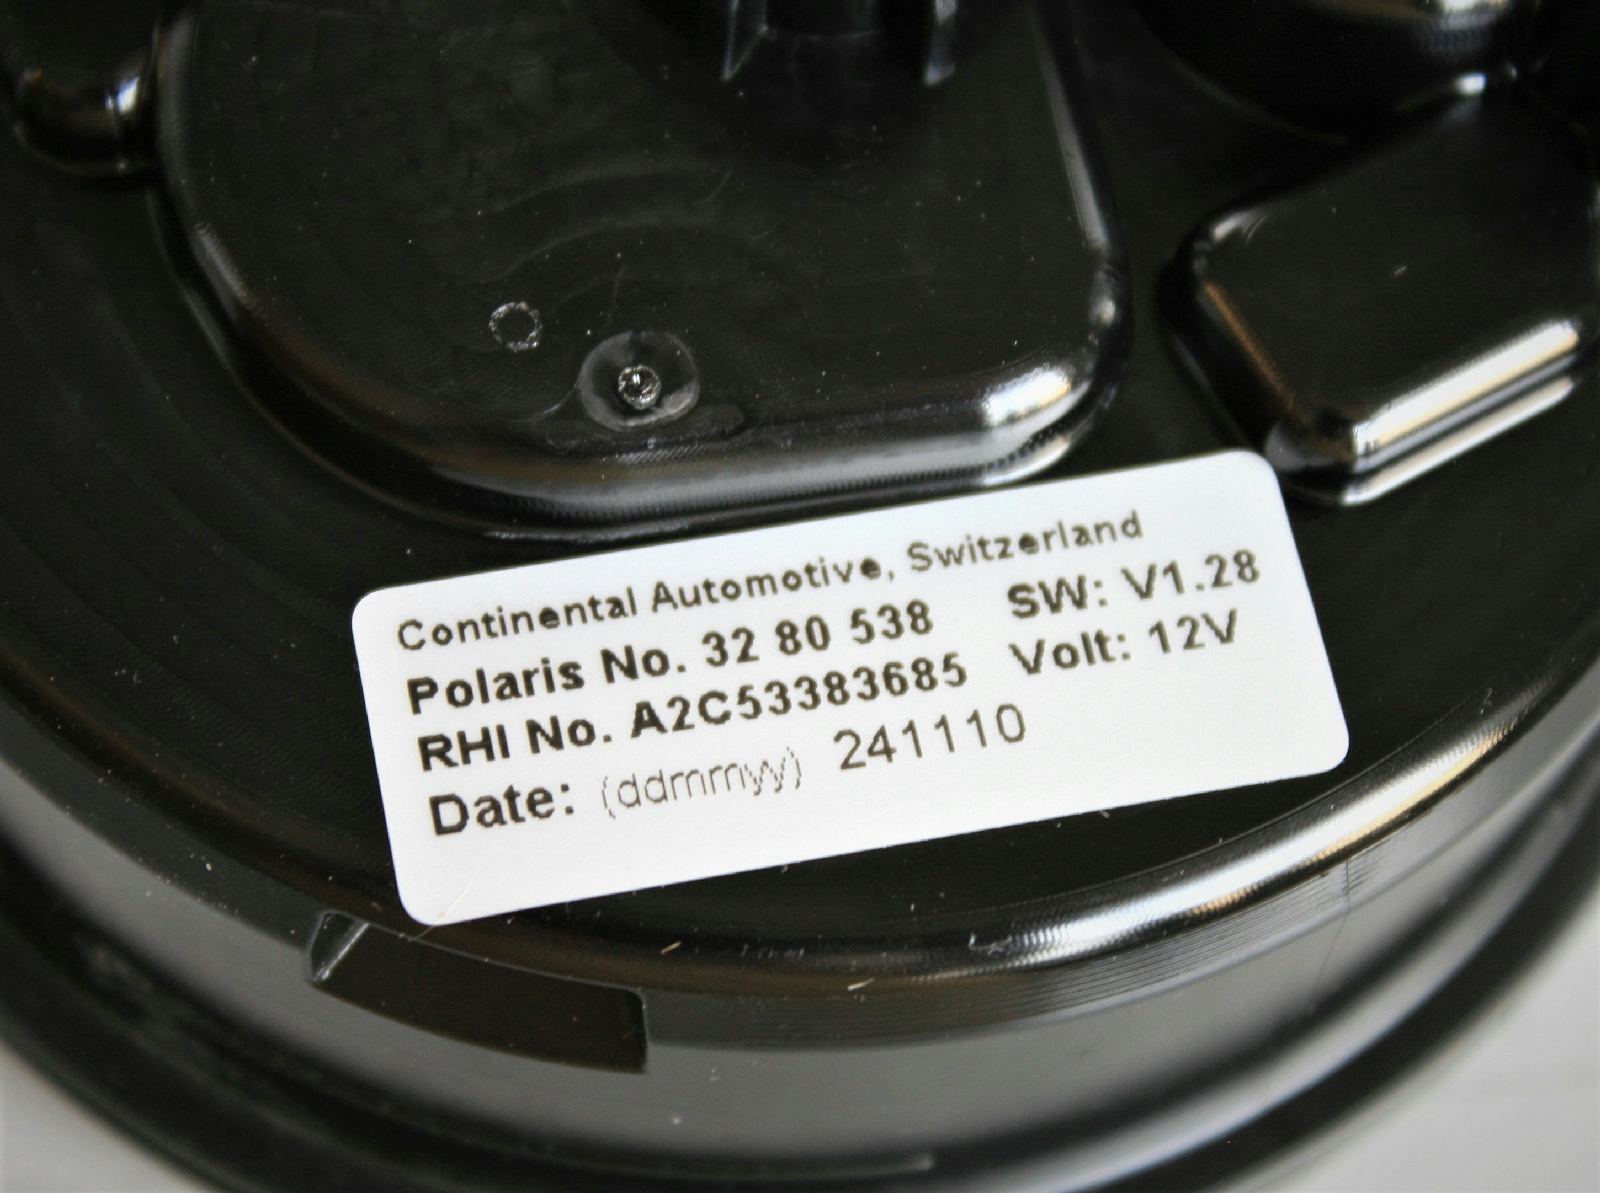 Continental Automotive, Switzerland
Polaris No. 32 80 538 SW: V1.28
RHI No. A2C53383685 Volt: 12V
Date: (ddmmyy) 241110